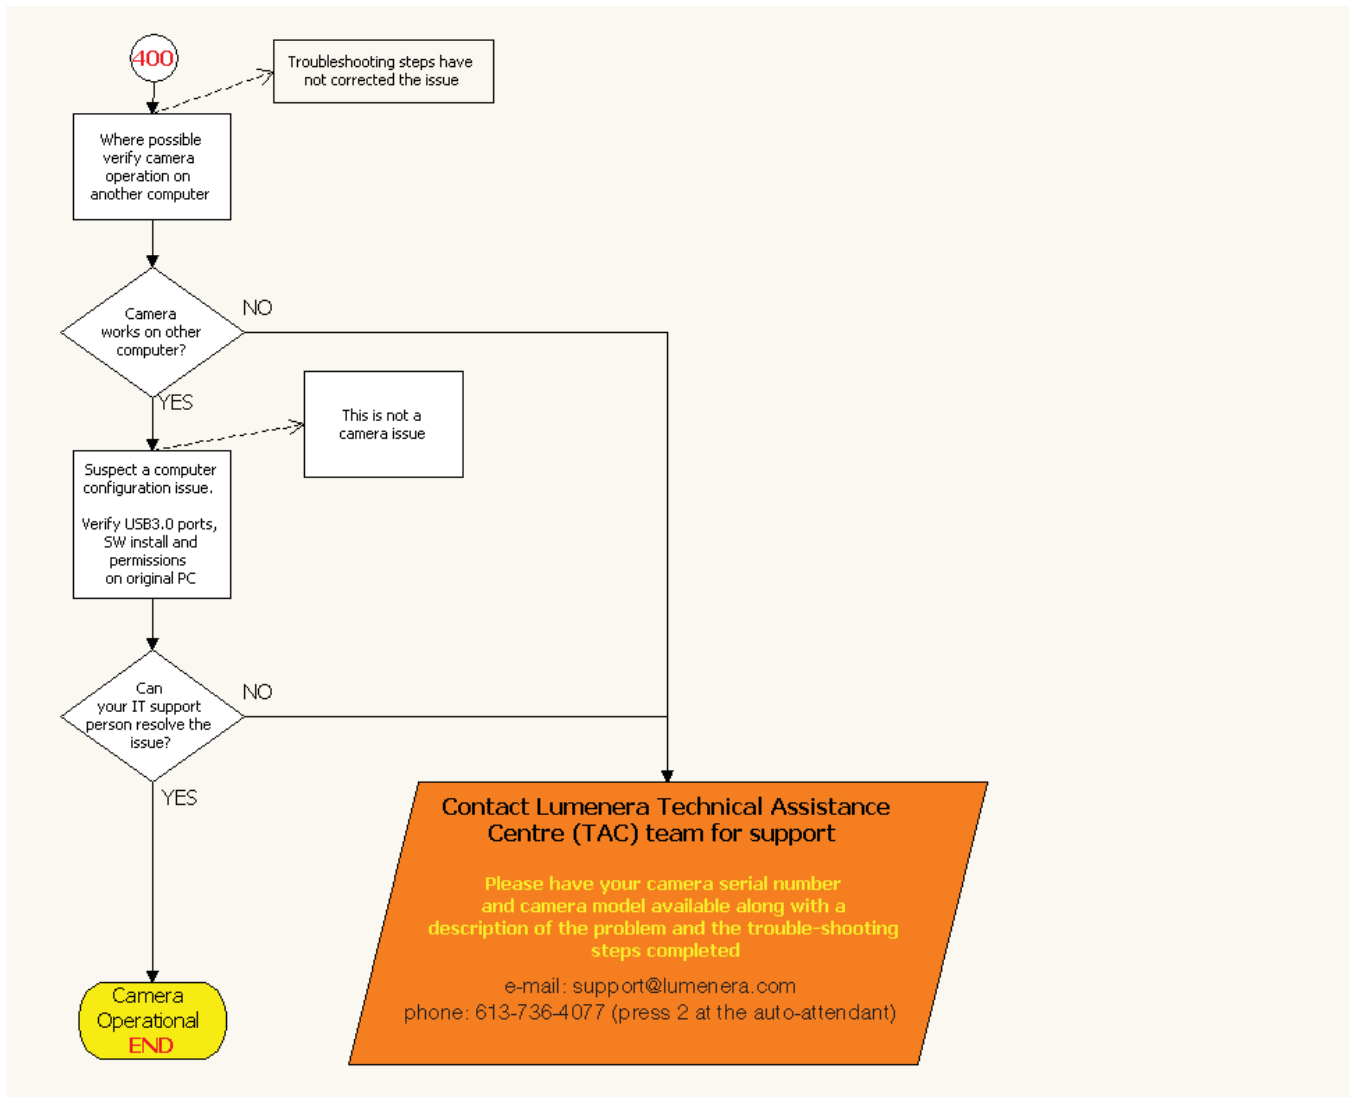 400
Troubleshooting steps have
not corrected the issue
Where possible
verify camera
operation on
another computer
Camera
works on other
computer?
NO
YES
This is not a
camera issue
Suspect a computer
configuration issue.
Verify USB3.0 ports,
SW install and
permissions
on original PC
Can
your IT support
person resolve the
issue?
NO
YES
Contact Lumenera Technical Assistance
Centre (TAC) team for support
Please have your camera serial number
and camera model available along with a
description of the problem and the trouble-shooting
steps completed
e-mail: support@lumenera.com
phone: 613-736-4077 (press 2 at the auto-attendant)
Camera
Operational
END